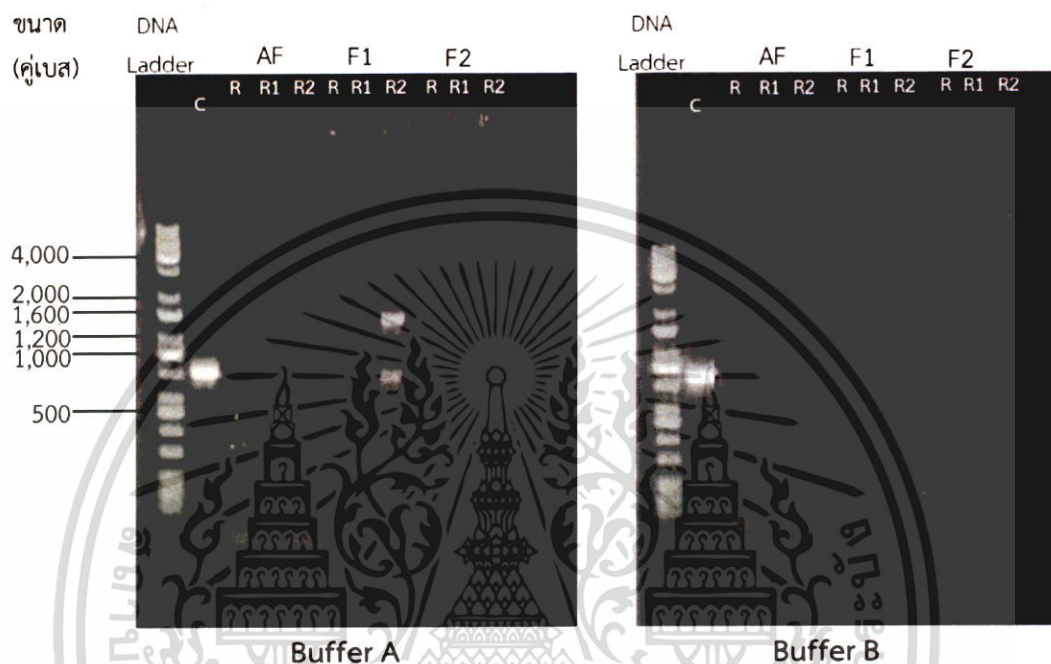 ขนาด DNA DNA
(คู่เบส) Ladder AF F1 F2 Ladder AF F1 F2
C R R1 R2 R R1 R2 R R1 R2 C R R1 R2 R R1 R2 R R1 R2
4,000
2,000
1,600
1,200
1,000
500
Buffer A Buffer B